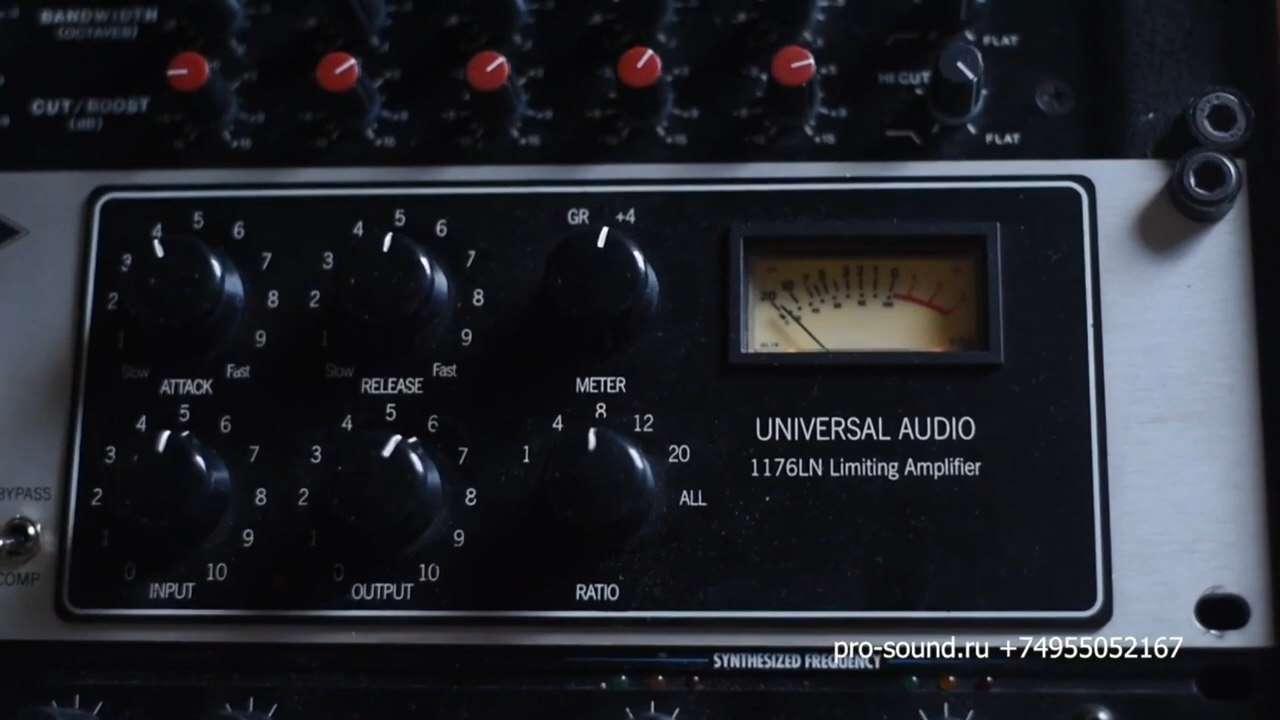 BANDWIDTH
(OCTAVES)
FLAT
HI CUT
CUT/BOOST
(dB)
FLAT
4 5 6
3 7
2 8
1 9
Slow Fast
ATTACK
4 5 6
3 7
2 8
1 9
Slow Fast
RELEASE
GR +4
METER
20
UNIVERSAL AUDIO
1176LN Limiting Amplifier
BYPASS
COMP
4 5 6
3 7
2 8
1 9
0 10
INPUT
4 5 6
3 7
2 8
1 9
0 10
OUTPUT
4 8 12
1 20
ALL
RATIO
pro-sound.ru +74955052167
SYNTHESIZED FREQUENCY